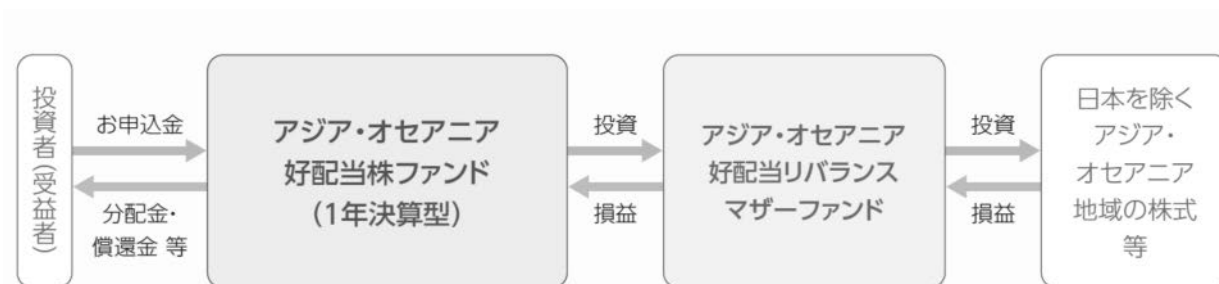 投資者(受益者)
お申込金
分配金・
償還金 等
アジア・オセアニア
好配当株ファンド
(1年決算型)
投資
損益
アジア・オセアニア
好配当リバランス
マザーファンド
投資
損益
日本を除く
アジア・
オセアニア
地域の株式
等